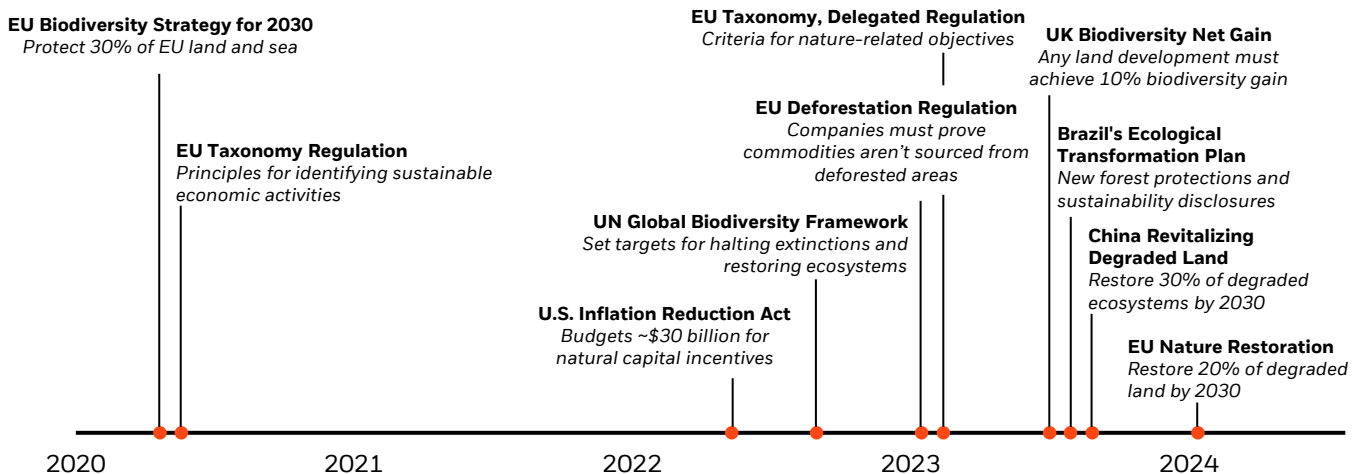 EU Biodiversity Strategy for 2030
Protect 30% of EU land and sea
EU Taxonomy Regulation
Principles for identifying sustainable
economic activities
U.S. Inflation Reduction Act
Budgets ~$30 billion for
natural capital incentives
UN Global Biodiversity Framework
Set targets for halting extinctions and
restoring ecosystems
EU Deforestation Regulation
Companies must prove
commodities aren’t sourced from
deforested areas
EU Taxonomy, Delegated Regulation
Criteria for nature-related objectives
UK Biodiversity Net Gain
Any land development must
achieve 10% biodiversity gain
Brazil's Ecological
Transformation Plan
New forest protections and
sustainability disclosures
China Revitalizing
Degraded Land
Restore 30% of degraded
ecosystems by 2030
EU Nature Restoration
Restore 20% of degraded
land by 2030
2020
2021
2022
2023
2024